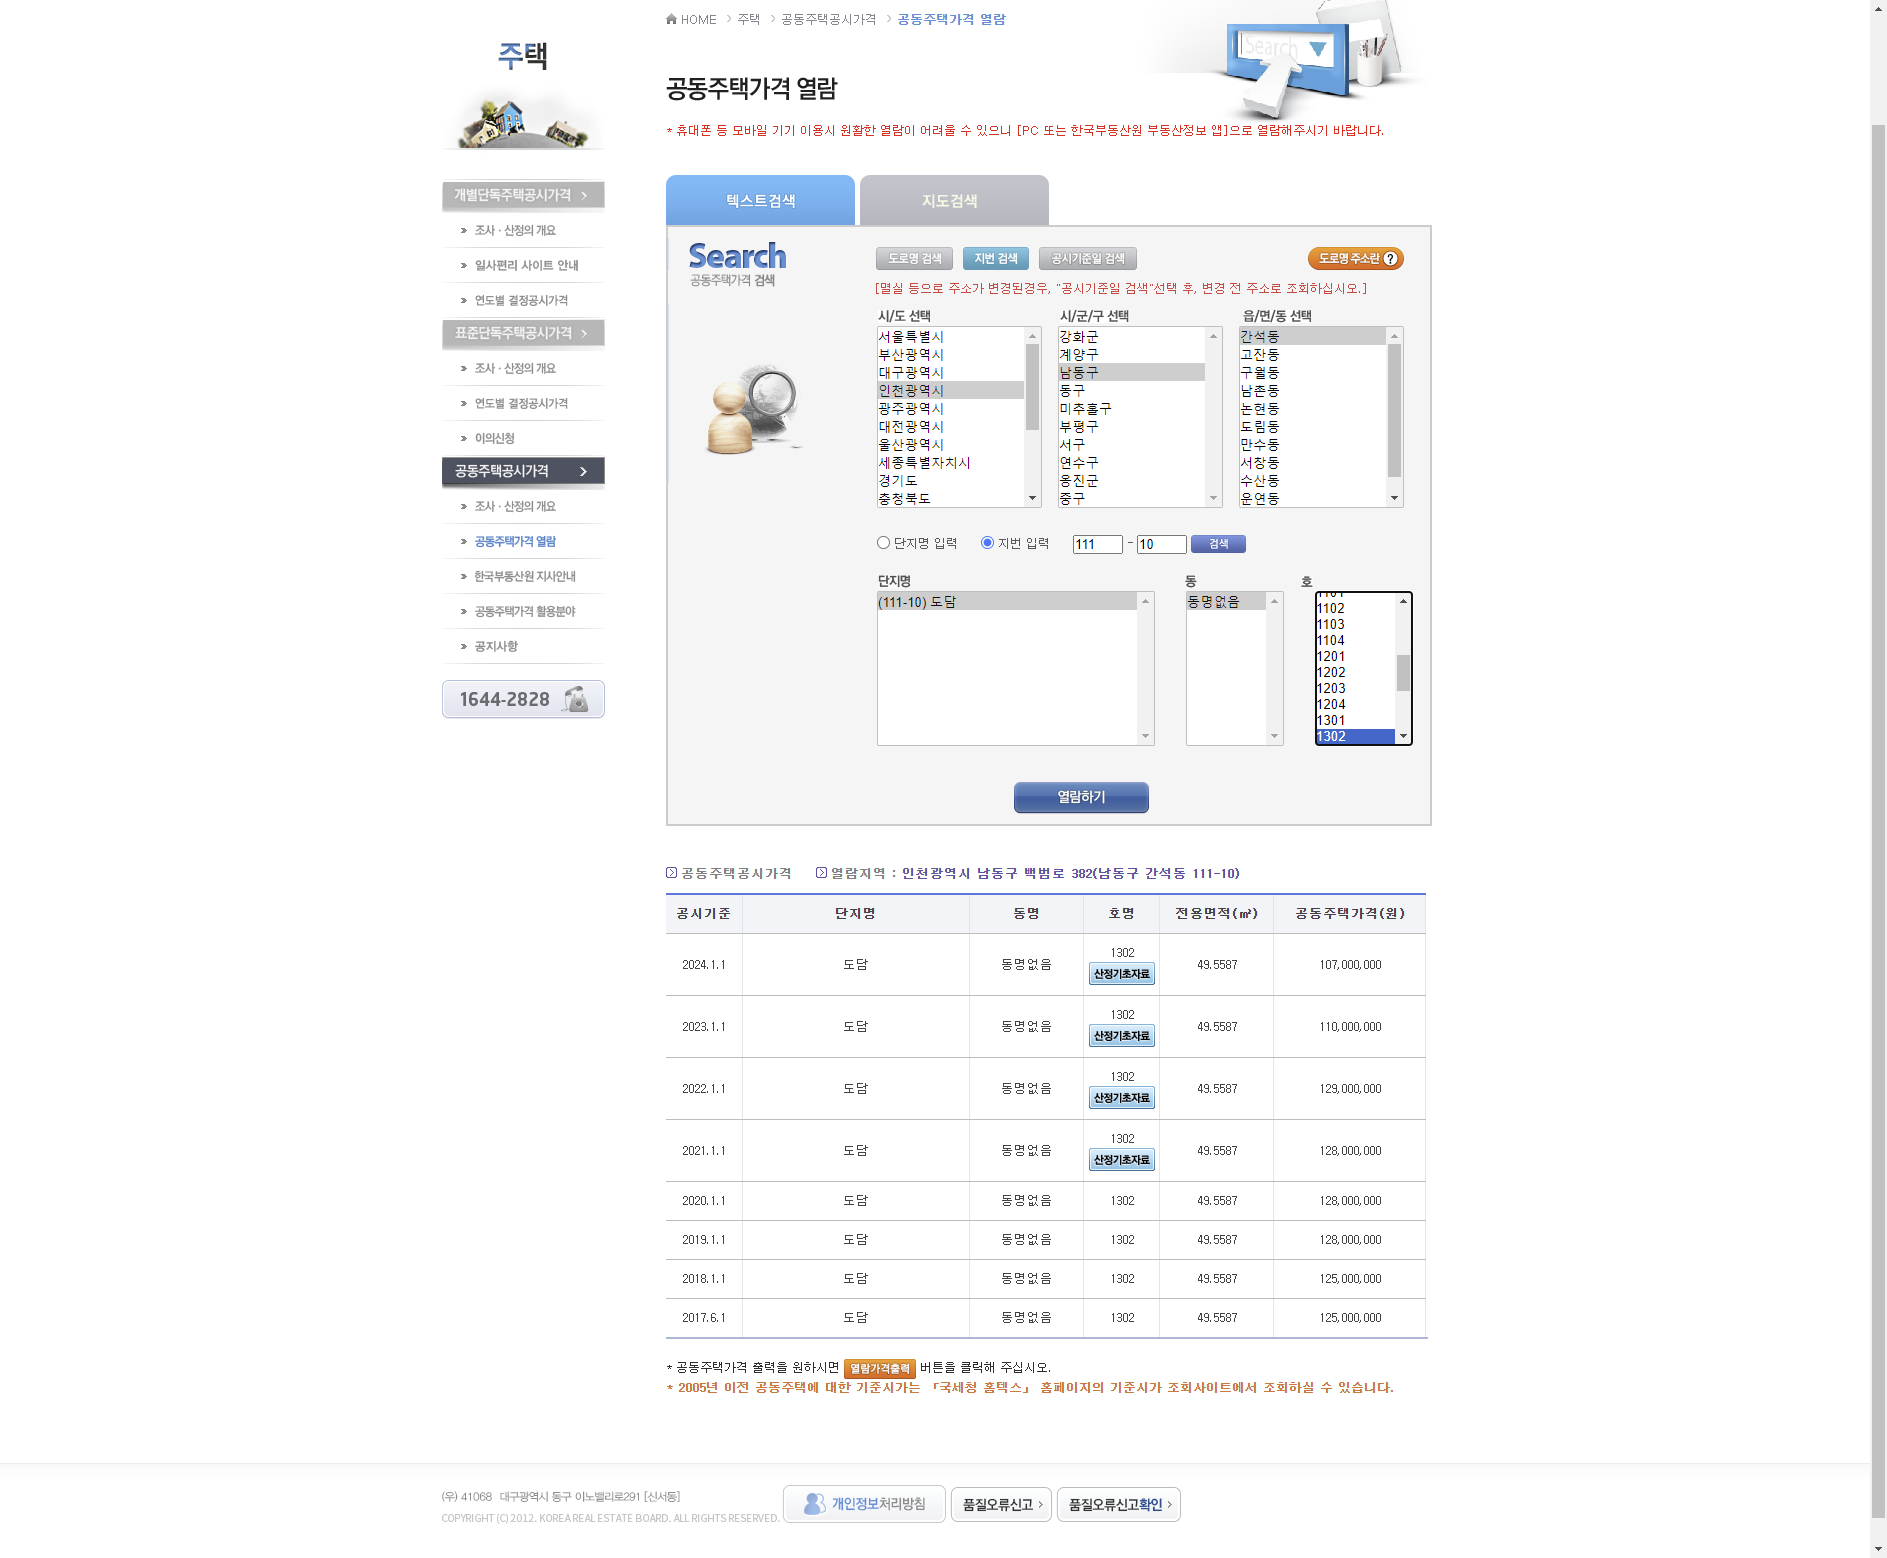 HOME > 주택 > 공동주택공시가격 > 공동주택가격 열람
주택
Search
공동주택가격 열람
* 휴대폰 등 모바일 기기 이용시 원활한 열람이 어려울 수 있으니 [PC 또는 한국부동산원 부동산정보 앱]으로 열람해주시기 바랍니다.
개별단독주택공시가격
조사 · 산정의 개요
일사편리 사이트 안내
연도별 결정공시가격
표준단독주택공시가격
조사 · 산정의 개요
연도별 결정공시가격
이의신청
공동주택공시가격
조사 · 산정의 개요
공동주택가격 열람
한국부동산원 지사안내
공동주택가격 활용분야
공지사항
1644-2828
텍스트검색 지도검색
Search
공동주택가격 검색
도로명 검색 지번 검색 공시기준일 검색 도로명 주소란 ?
[멸실 등으로 주소가 변경된경우, "공시기준일 검색"선택 후, 변경 전 주소로 조회하십시오.]
시/도 선택 시/군/구 선택 읍/면/동 선택
서울특별시 강화군 간석동
부산광역시 계양구 고잔동
대구광역시 남동구 구월동
인천광역시 동구 남촌동
광주광역시 미추홀구 논현동
대전광역시 부평구 도림동
울산광역시 서구 만수동
세종특별자치시 연수구 서창동
경기도 옹진군 수산동
충청북도 중구 운연동
단지명 입력 지번 입력 111 - 10 검색
단지명 동 호
(111-10) 도담 동명없음
1101
1102
1103
1104
1201
1202
1203
1204
1301
1302
열람하기
공동주택공시가격 열람지역 : 인천광역시 남동구 백범로 382(남동구 간석동 111-10)
공시기준 단지명 동명 호명 전용면적(㎡) 공동주택가격(원)
2024.1.1 도담 동명없음 1302 산정기초자료 49.5587 107,000,000
2023.1.1 도담 동명없음 1302 산정기초자료 49.5587 110,000,000
2022.1.1 도담 동명없음 1302 산정기초자료 49.5587 129,000,000
2021.1.1 도담 동명없음 1302 산정기초자료 49.5587 128,000,000
2020.1.1 도담 동명없음 1302 49.5587 128,000,000
2019.1.1 도담 동명없음 1302 49.5587 128,000,000
2018.1.1 도담 동명없음 1302 49.5587 125,000,000
2017.6.1 도담 동명없음 1302 49.5587 125,000,000
* 공동주택가격 출력을 원하시면 열람가격출력 버튼을 클릭해 주십시오.
* 2005년 이전 공동주택에 대한 기준시가는 「국세청 홈텍스」 홈페이지의 기준시가 조회사이트에서 조회하실 수 있습니다.
(우) 41068 대구광역시 동구 이노밸리로291 [신서동]
COPYRIGHT (C) 2012. KOREA REAL ESTATE BOARD. ALL RIGHTS RESERVED.
개인정보처리방침 품질오류신고 > 품질오류신고확인 >